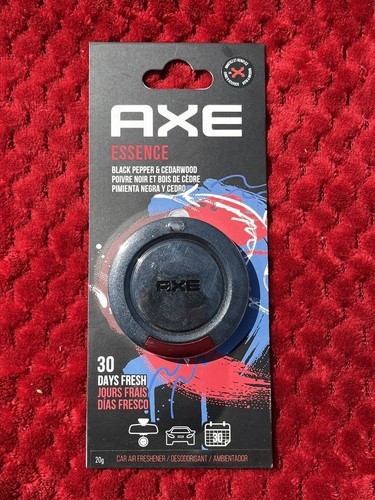 AXE
ESSENCE
BLACK PEPPER & CEDARWOOD
POIVRE NOIR ET BOIS DE CÈDRE
PIMIENTA NEGRA Y CEDRO
AXE
30
DAYS FRESH
JOURS FRAIS
DÍAS FRESCO
30
20g
CAR AIR FRESHENER / DESODORISANT / AMBIENTADOR